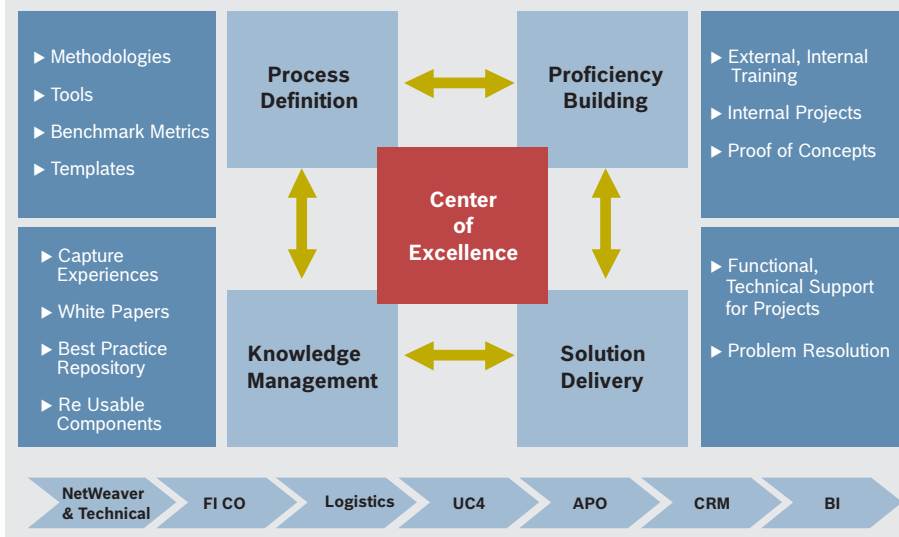 Methodologies
Tools
Benchmark Metrics
Templates
Process
Definition
Proficiency
Building
External, Internal
Training
Internal Projects
Proof of Concepts
Center
of
Excellence
Capture
Experiences
White Papers
Best Practice
Repository
Re Usable
Components
Knowledge
Management
Solution
Delivery
Functional,
Technical Support
for Projects
Problem Resolution
NetWeaver
& Technical
FI CO
Logistics
UC4
APO
CRM
BI